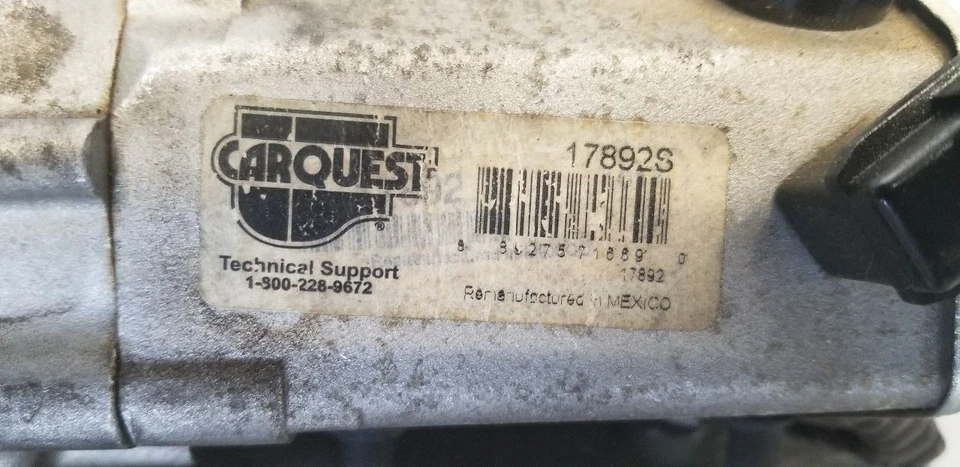 CARQUEST
®
Technical Support
1-800-228-9672
17892S
17892
Remanufactured in MEXICO